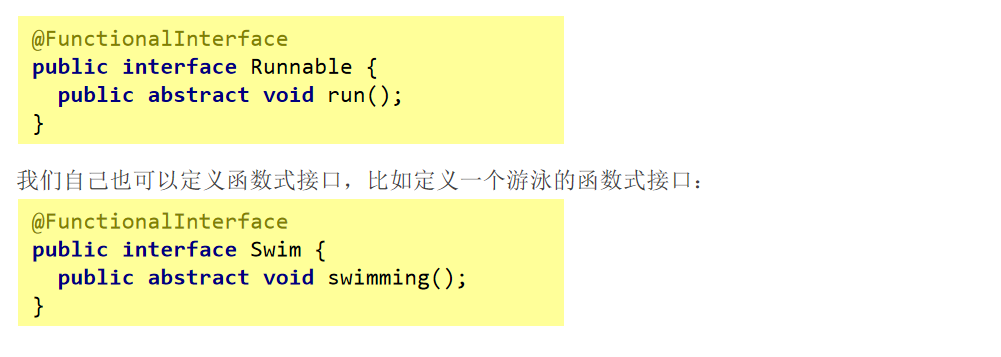 @FunctionalInterface
public interface Runnable {
  public abstract void run();
}
我们自己也可以定义函数式接口，比如定义一个游泳的函数式接口：
@FunctionalInterface
public interface Swim {
  public abstract void swimming();
}